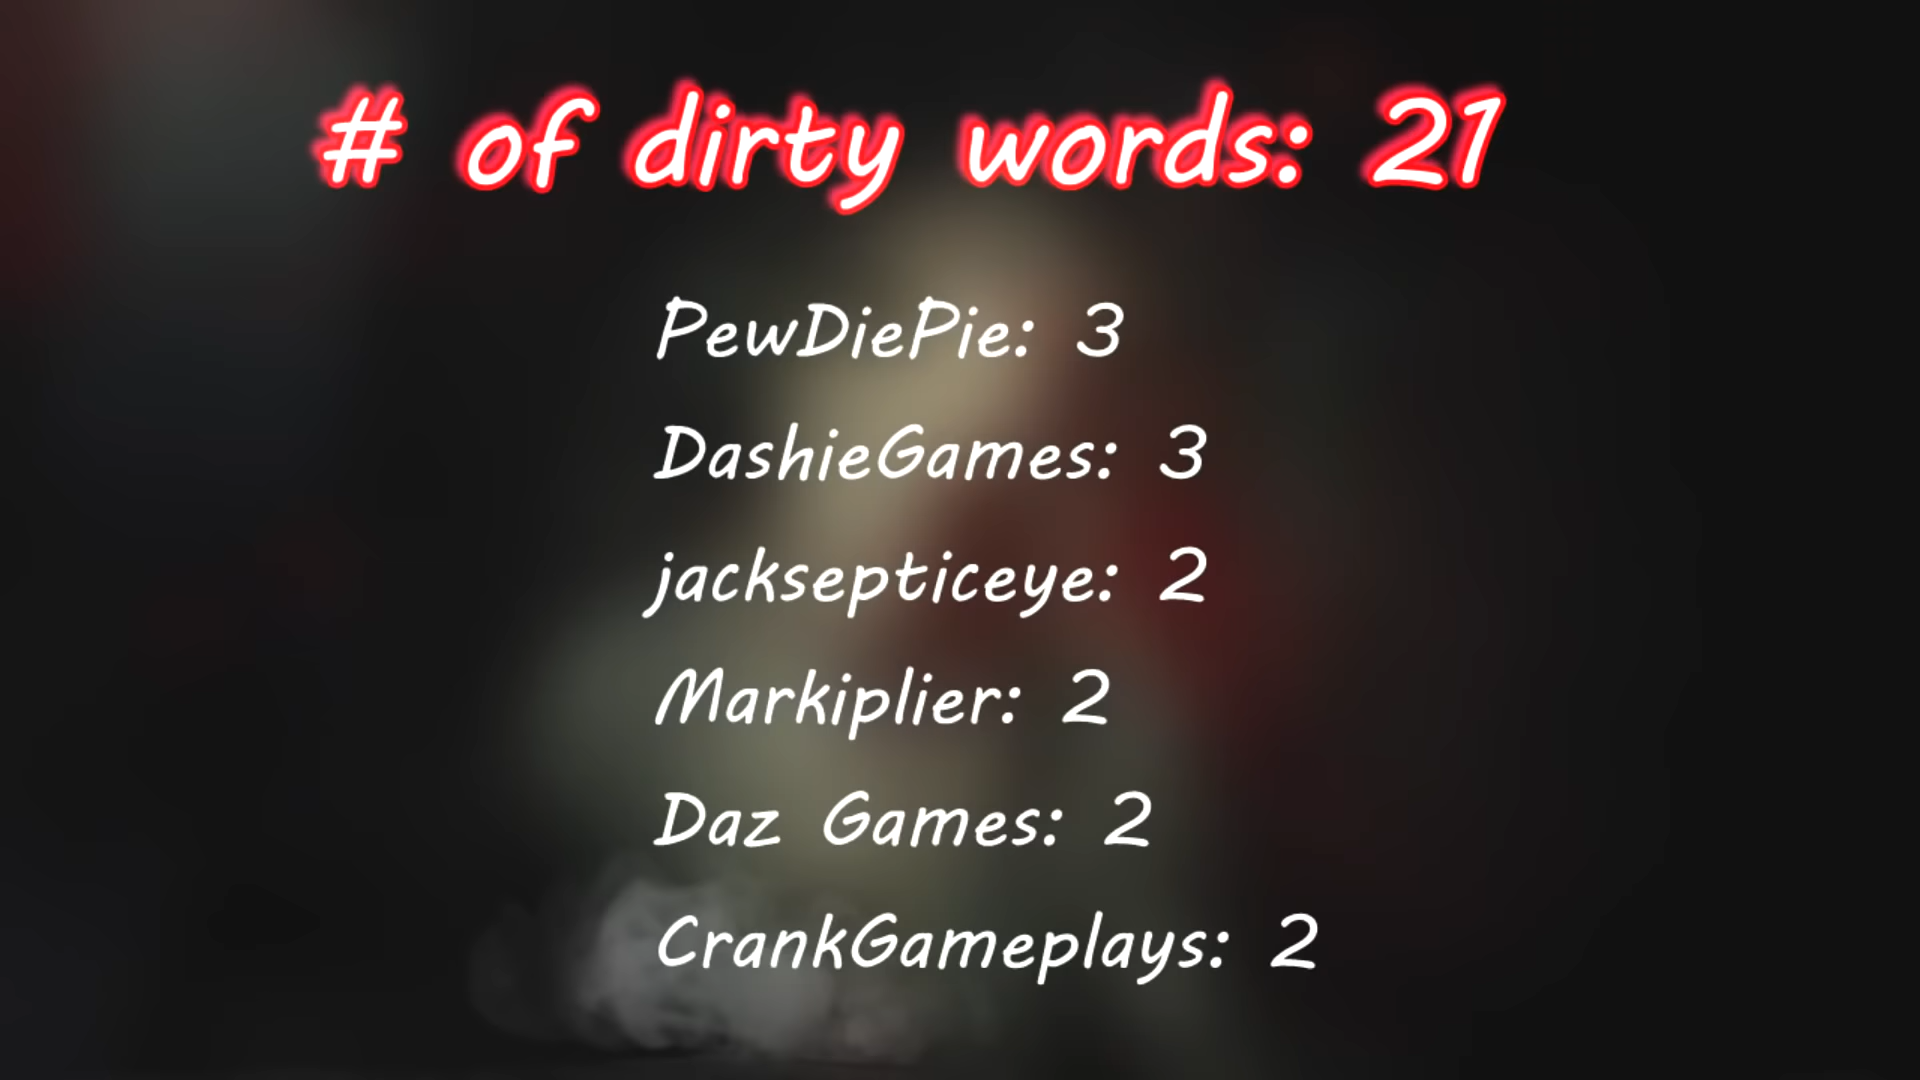 # of dirty words: 21
PewDiePie: 3
DashieGames: 3
jacksepticeye: 2
Markiplier: 2
Daz Games: 2
CrankGameplays: 2